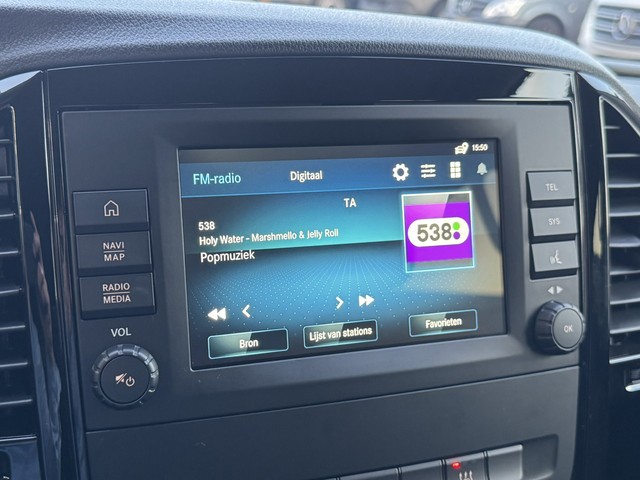 15:50
FM-radio
Digitaal
TA
538
Holy Water - Marshmello & Jelly Roll
Popmuziek
538
Bron
Lijst van stations
Favorieten
NAVI
MAP
RADIO
MEDIA
VOL
TEL
SYS
OK